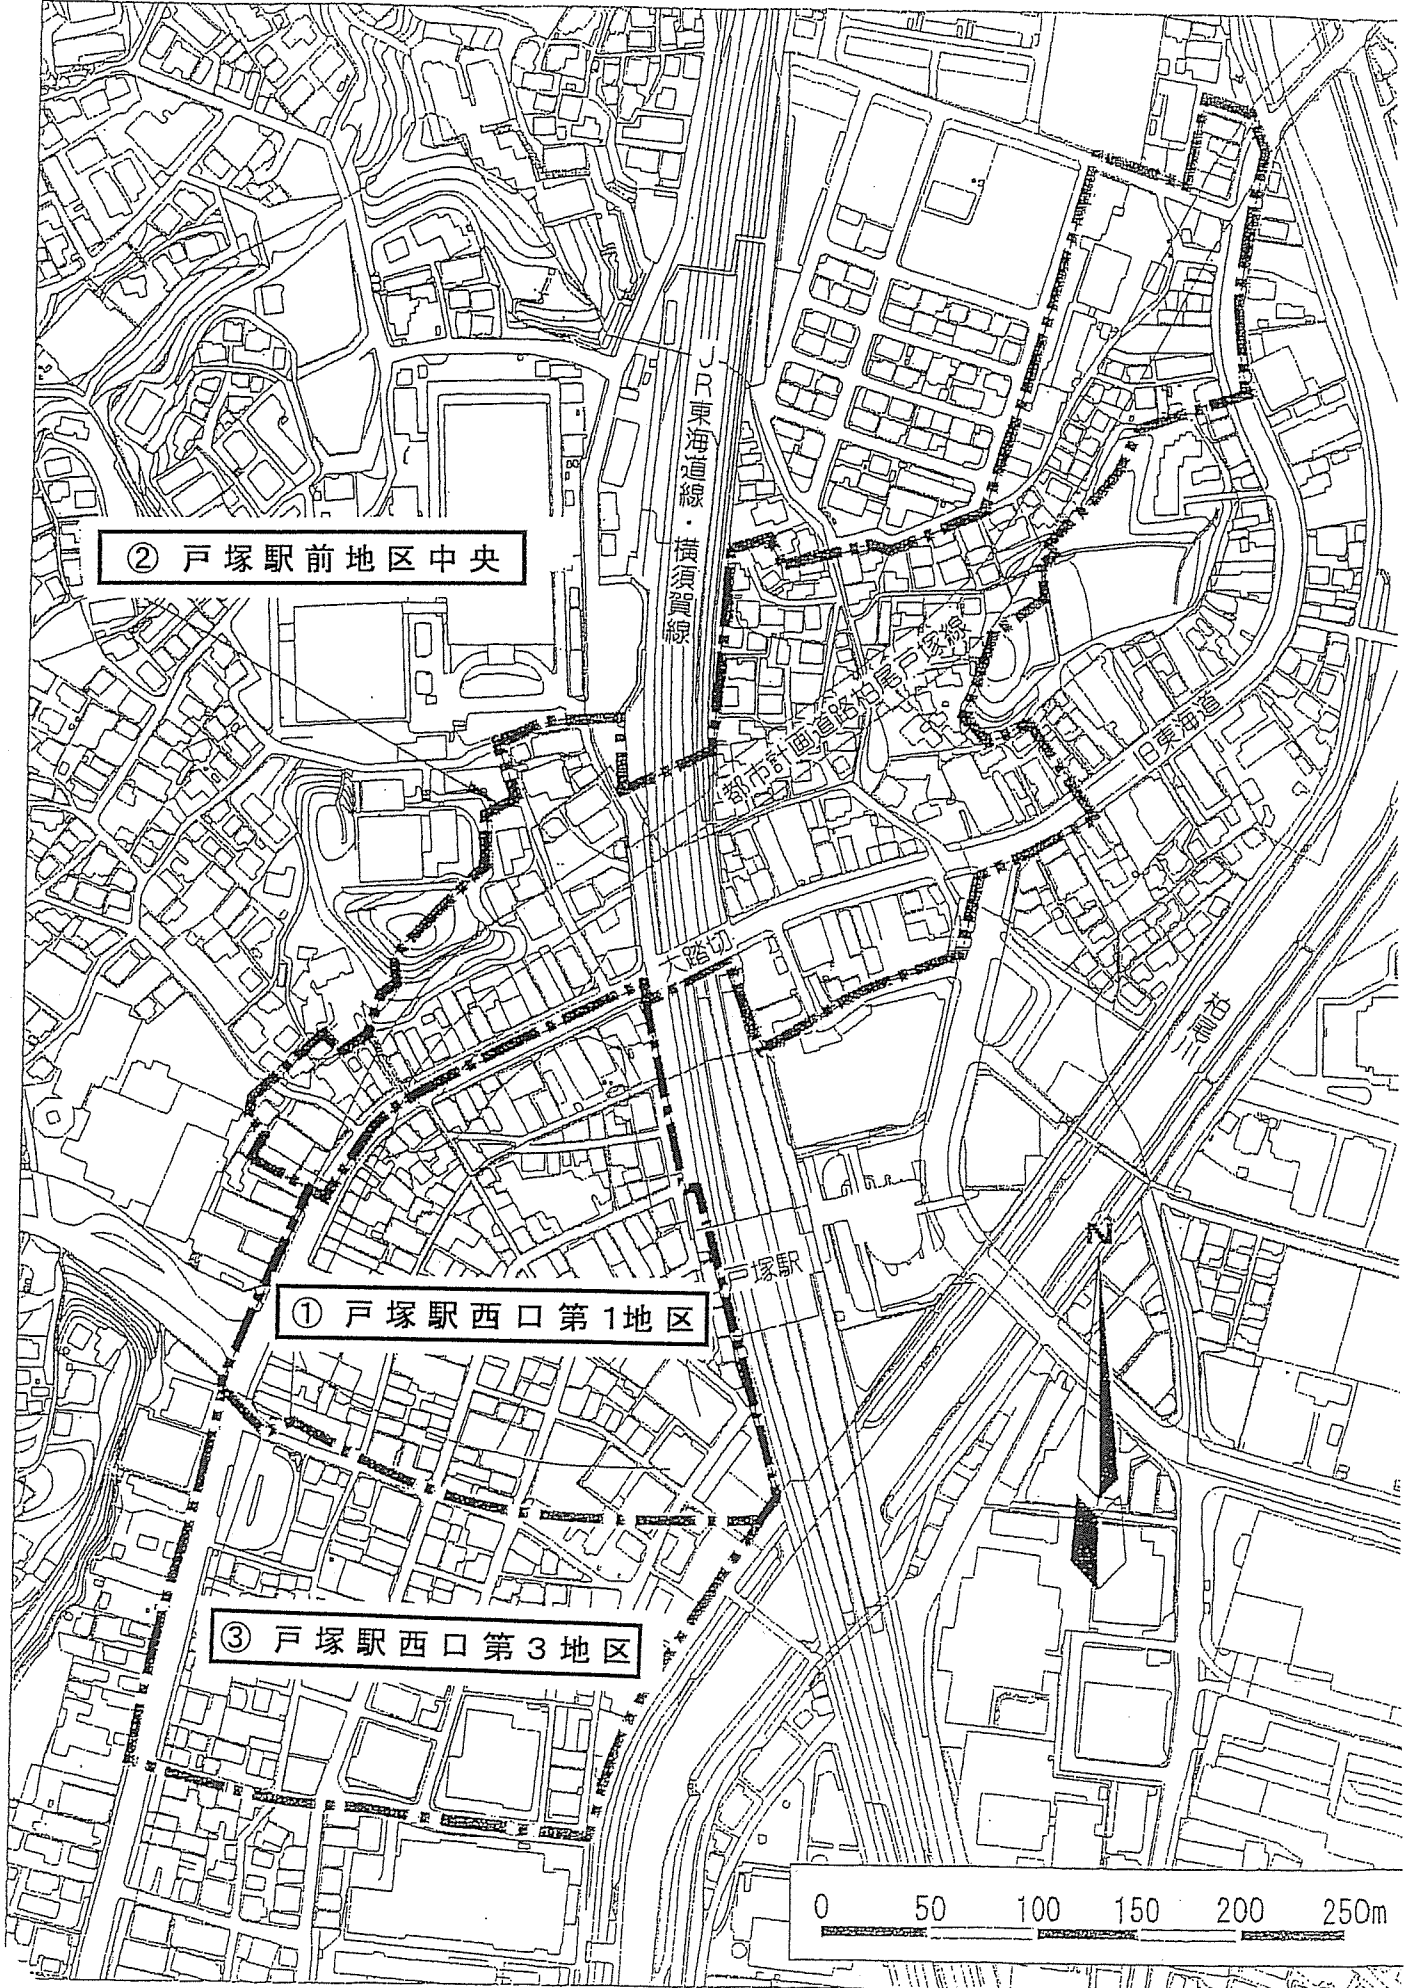 JR東海道線・横須賀線
② 戸塚駅前地区中央
都市計画道路柏尾戸塚線
旧東海道
大踏切
柏尾川
N
戸塚駅
① 戸塚駅西口第1地区
③ 戸塚駅西口第3地区
0 50 100 150 200 250m